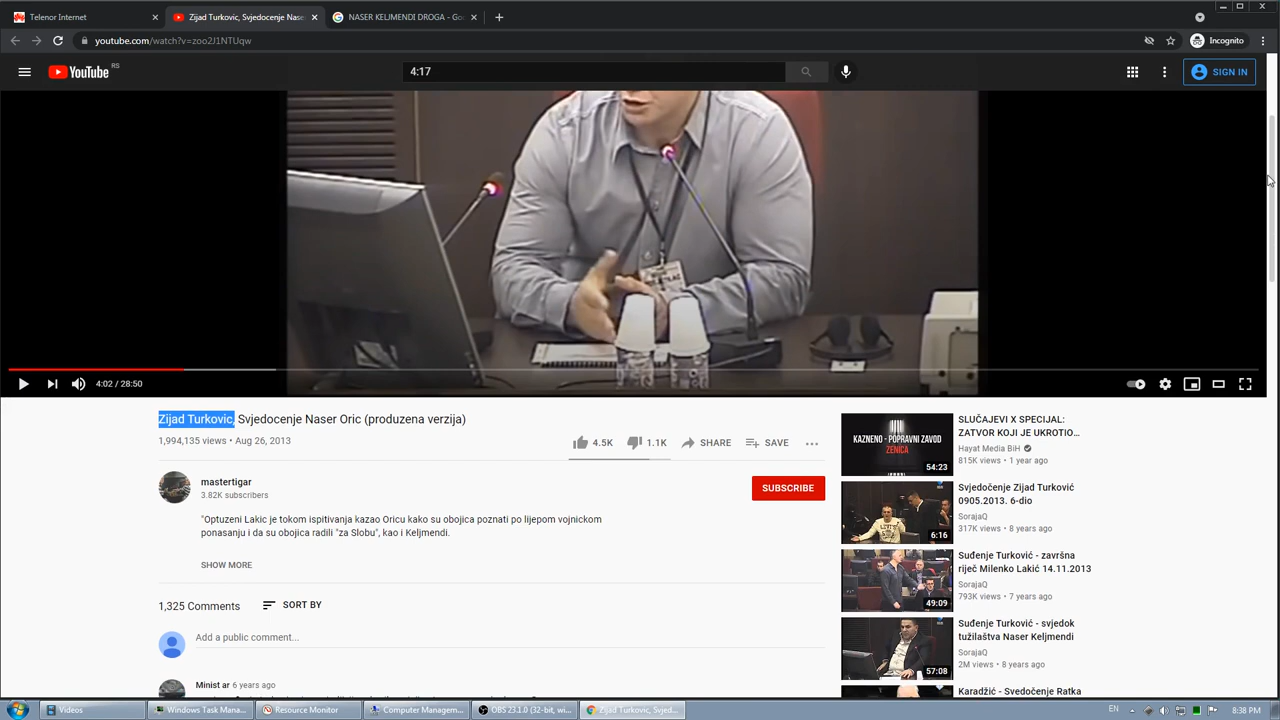 Telenor Internet
Zijad Turkovic, Svjedocenje Nase
NASER KELJMENDI DROGA - Go
youtube.com/watch?v=zoo2J1NTUqw
Incognito
YouTube RS
4:17
SIGN IN
4:02 / 28:50
Zijad Turkovic, Svjedocenje Naser Oric (produzena verzija)
1,994,135 views • Aug 26, 2013
4.5K
1.1K
SHARE
SAVE
mastertigar
3.82K subscribers
SUBSCRIBE
"Optuzeni Lakic je tokom ispitivanja kazao Oricu kako su obojica poznati po lijepom vojnickom
ponasanju i da su obojica radili "za Slobu", kao i Keljmendi.
SHOW MORE
1,325 Comments
SORT BY
Add a public comment...
Minist ar 6 years ago
KAZNENO - POPRAVNI ZAVOD
ZENICA
54:23
SLUČAJEVI X SPECIJAL:
ZATVOR KOJI JE UKROTIO...
Hayat Media BiH
815K views • 1 year ago
6:16
Svjedočenje Zijad Turković
0905.2013. 6-dio
SorajaQ
317K views • 8 years ago
49:09
Suđenje Turković - završna
riječ Milenko Lakić 14.11.2013
SorajaQ
793K views • 7 years ago
57:08
Suđenje Turković - svjedok
tužilaštva Naser Keljmendi
SorajaQ
2M views • 8 years ago
Karadžić - Svedočenje Ratka
Videos
Windows Task Mana...
Resource Monitor
Computer Managem...
OBS 23.1.0 (32-bit, wi...
Zijad Turkovic, Svjed...
EN
8:38 PM